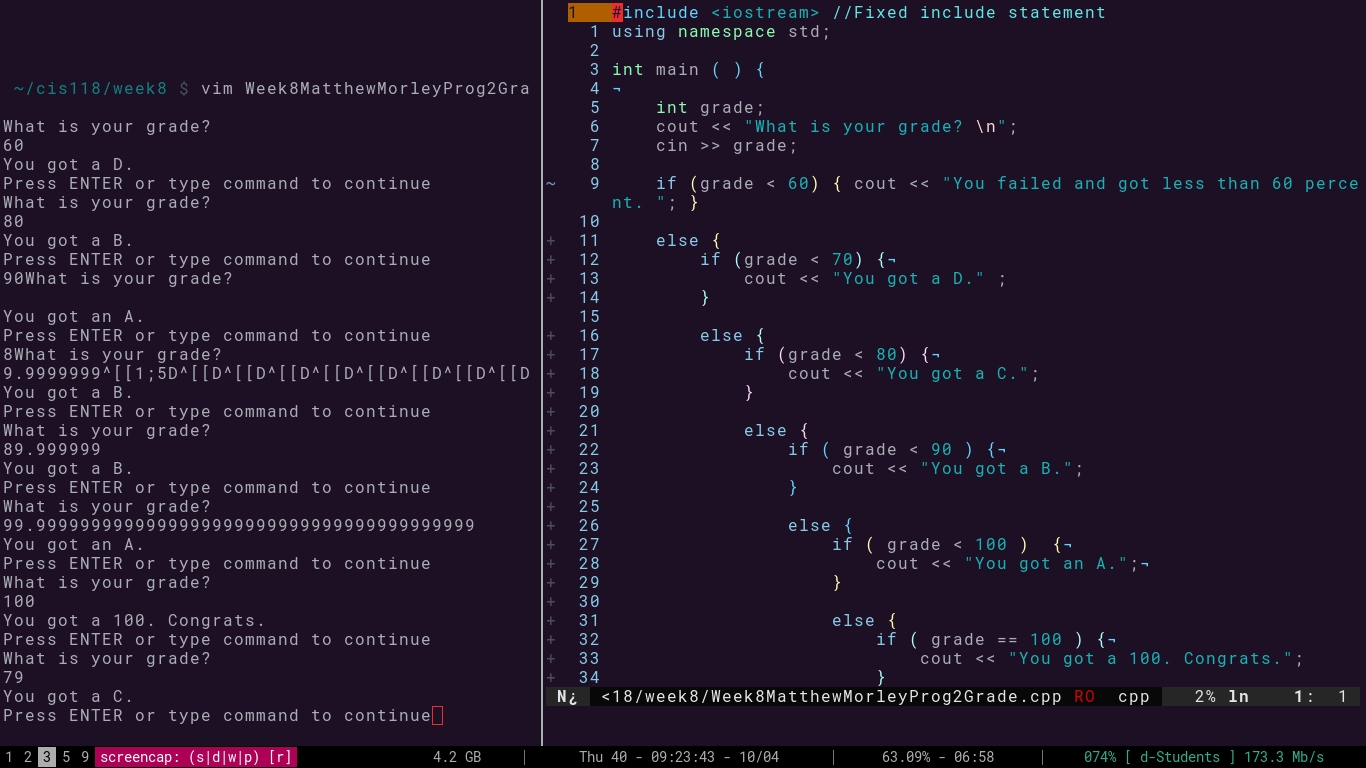 ~/cis118/week8 $ vim Week8MatthewMorleyProg2Gra
What is your grade?
60
You got a D.
Press ENTER or type command to continue
What is your grade?
80
You got a B.
Press ENTER or type command to continue
90What is your grade?
You got an A.
Press ENTER or type command to continue
8What is your grade?
9.9999999^[[1;5D^[[D^[[D^[[D^[[D^[[D^[[D^[[D^[[D^[[D
You got a B.
Press ENTER or type command to continue
What is your grade?
89.999999
You got a B.
Press ENTER or type command to continue
What is your grade?
99.9999999999999999999999999999999999999999
You got an A.
Press ENTER or type command to continue
What is your grade?
100
You got a 100. Congrats.
Press ENTER or type command to continue
What is your grade?
79
You got a C.
Press ENTER or type command to continue
1 #include <iostream> //Fixed include statement
1 using namespace std;
2
3 int main ( ) {
4 ¬
5 int grade;
6 cout << "What is your grade? \n";
7 cin >> grade;
8
~ 9 if (grade < 60) { cout << "You failed and got less than 60 perce
nt. "; }
10
+ 11 else {
+ 12 if (grade < 70) {¬
+ 13 cout << "You got a D." ;
+ 14 }
15
+ 16 else {
+ 17 if (grade < 80) {¬
+ 18 cout << "You got a C.";
+ 19 }
+ 20
+ 21 else {
+ 22 if ( grade < 90 ) {¬
+ 23 cout << "You got a B.";
+ 24 }
+ 25
+ 26 else {
+ 27 if ( grade < 100 )  {¬
+ 28 cout << "You got an A.";¬
+ 29 }
+ 30
+ 31 else {
+ 32 if ( grade == 100 ) {¬
+ 33 cout << "You got a 100. Congrats.";
+ 34 }
N¿ <18/week8/Week8MatthewMorleyProg2Grade.cpp RO cpp 2% ln 1: 1
1 2 3 5 9 screencap: (s|d|w|p) [r] 4.2 GB | Thu 40 - 09:23:43 - 10/04 | 63.09% - 06:58 | 074% [ d-Students ] 173.3 Mb/s